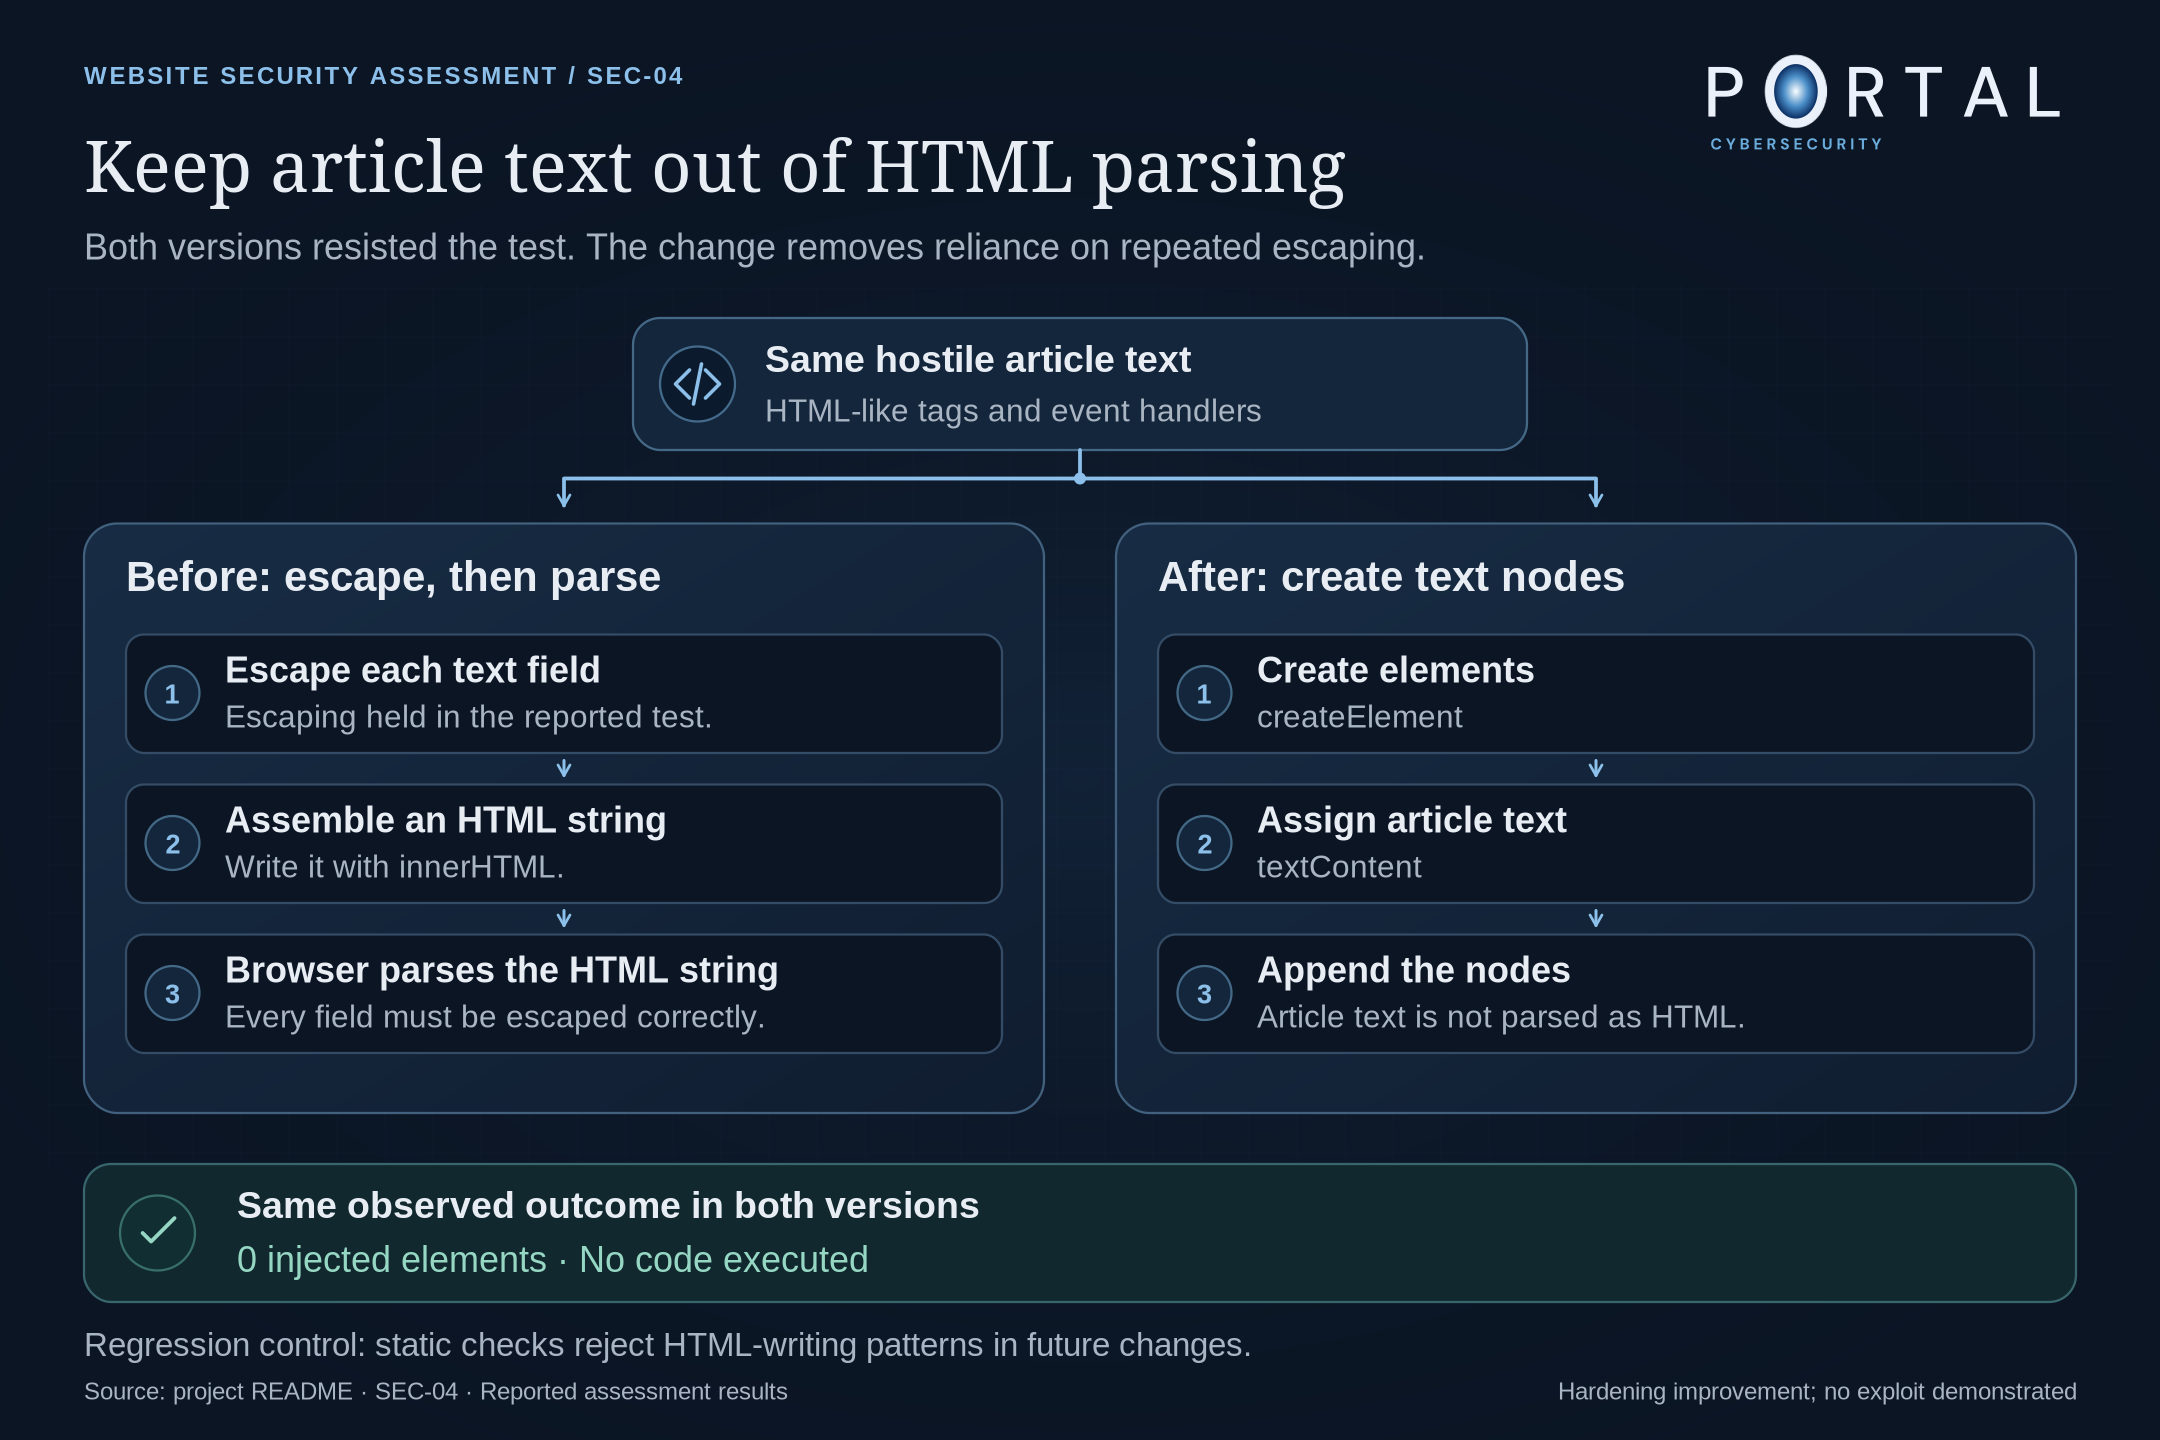 WEBSITE SECURITY ASSESSMENT / SEC-04
PORTAL
CYBERSECURITY
Keep article text out of HTML parsing
Both versions resisted the test. The change removes reliance on repeated escaping.
</>
Same hostile article text
HTML-like tags and event handlers
Before: escape, then parse
1
Escape each text field
Escaping held in the reported test.
2
Assemble an HTML string
Write it with innerHTML.
3
Browser parses the HTML string
Every field must be escaped correctly.
After: create text nodes
1
Create elements
createElement
2
Assign article text
textContent
3
Append the nodes
Article text is not parsed as HTML.
Same observed outcome in both versions
0 injected elements · No code executed
Regression control: static checks reject HTML-writing patterns in future changes.
Source: project README · SEC-04 · Reported assessment results
Hardening improvement; no exploit demonstrated